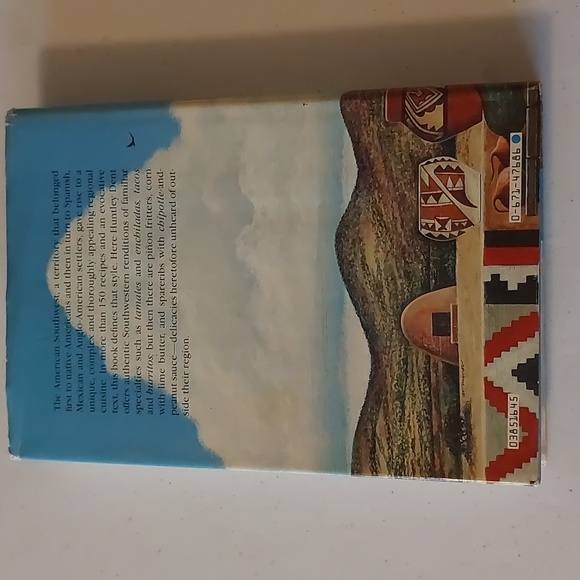 The American Southwest, a territory that belonged
first to native Americans and then in turn to Spanish,
Mexican and Anglo-American settlers, gave rise to a
unique, complex and thoroughly appealing regional
cuisine. In more than 150 recipes and an evocative
text, this book defines that style. Here Huntley Dent
offers authentic Southwestern renditions of familiar
specialties such as tamales and enchiladas, tacos
and burritos; but then there are pinon fritters, corn
with lime butter, and spareribs with chipotle and
peanut sauce—delicacies heretofore unheard of out-
side their region.
03851645
0-671-47686